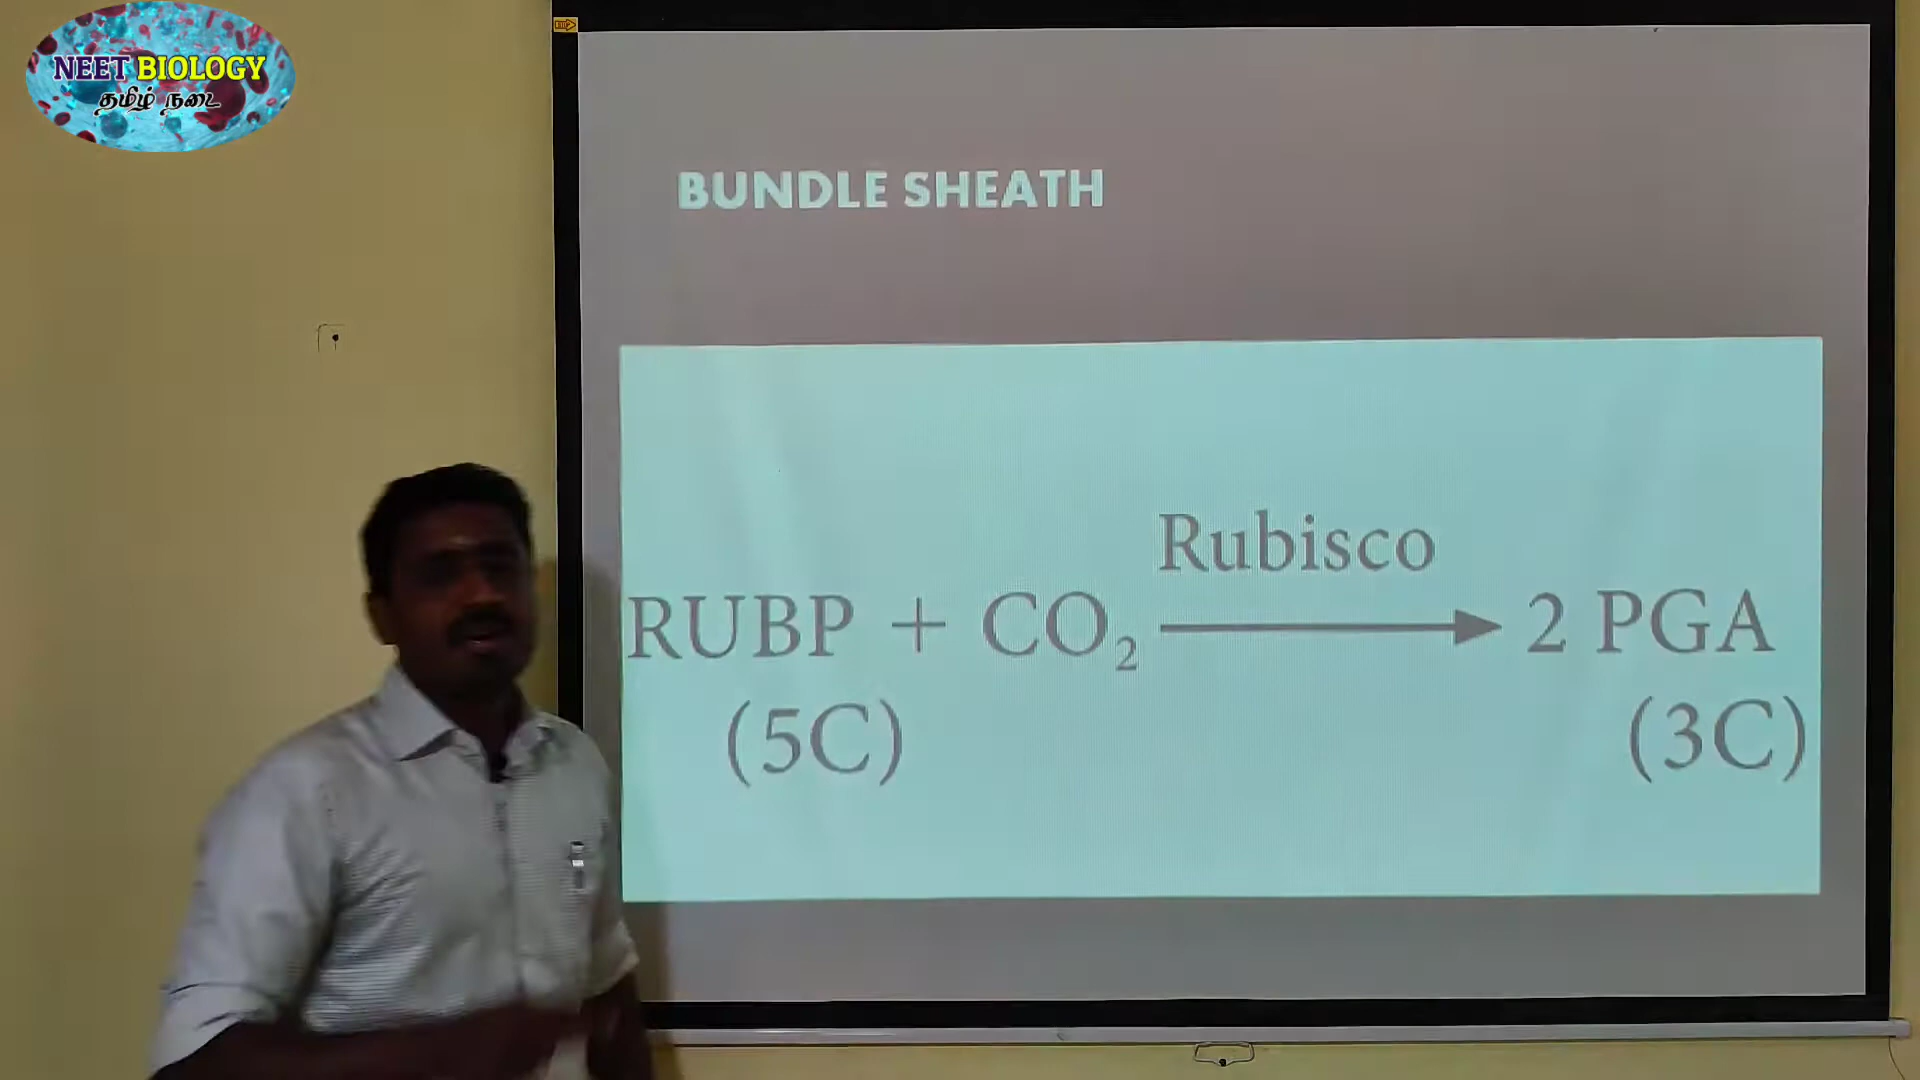 NEET BIOLOGY
தமிழ் நடை
BUNDLE SHEATH
Rubisco
RUBP + CO₂ → 2 PGA
(5C) (3C)